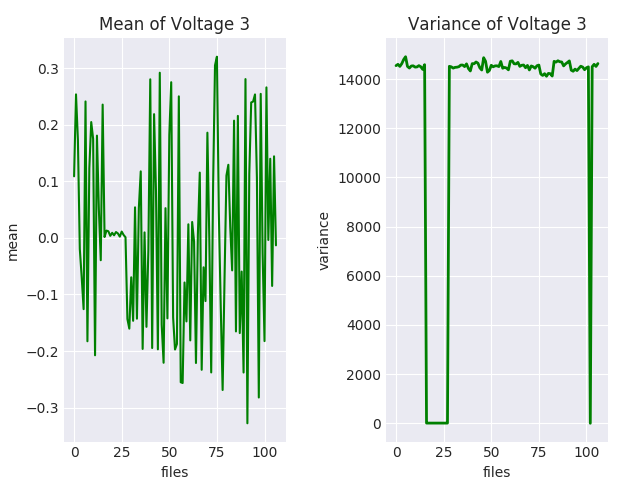 Mean of Voltage 3
0.3
0.2
0.1
0.0
−0.1
−0.2
−0.3
mean
0 25 50 75 100
files
Variance of Voltage 3
14000
12000
10000
8000
6000
4000
2000
0
variance
0 25 50 75 100
files